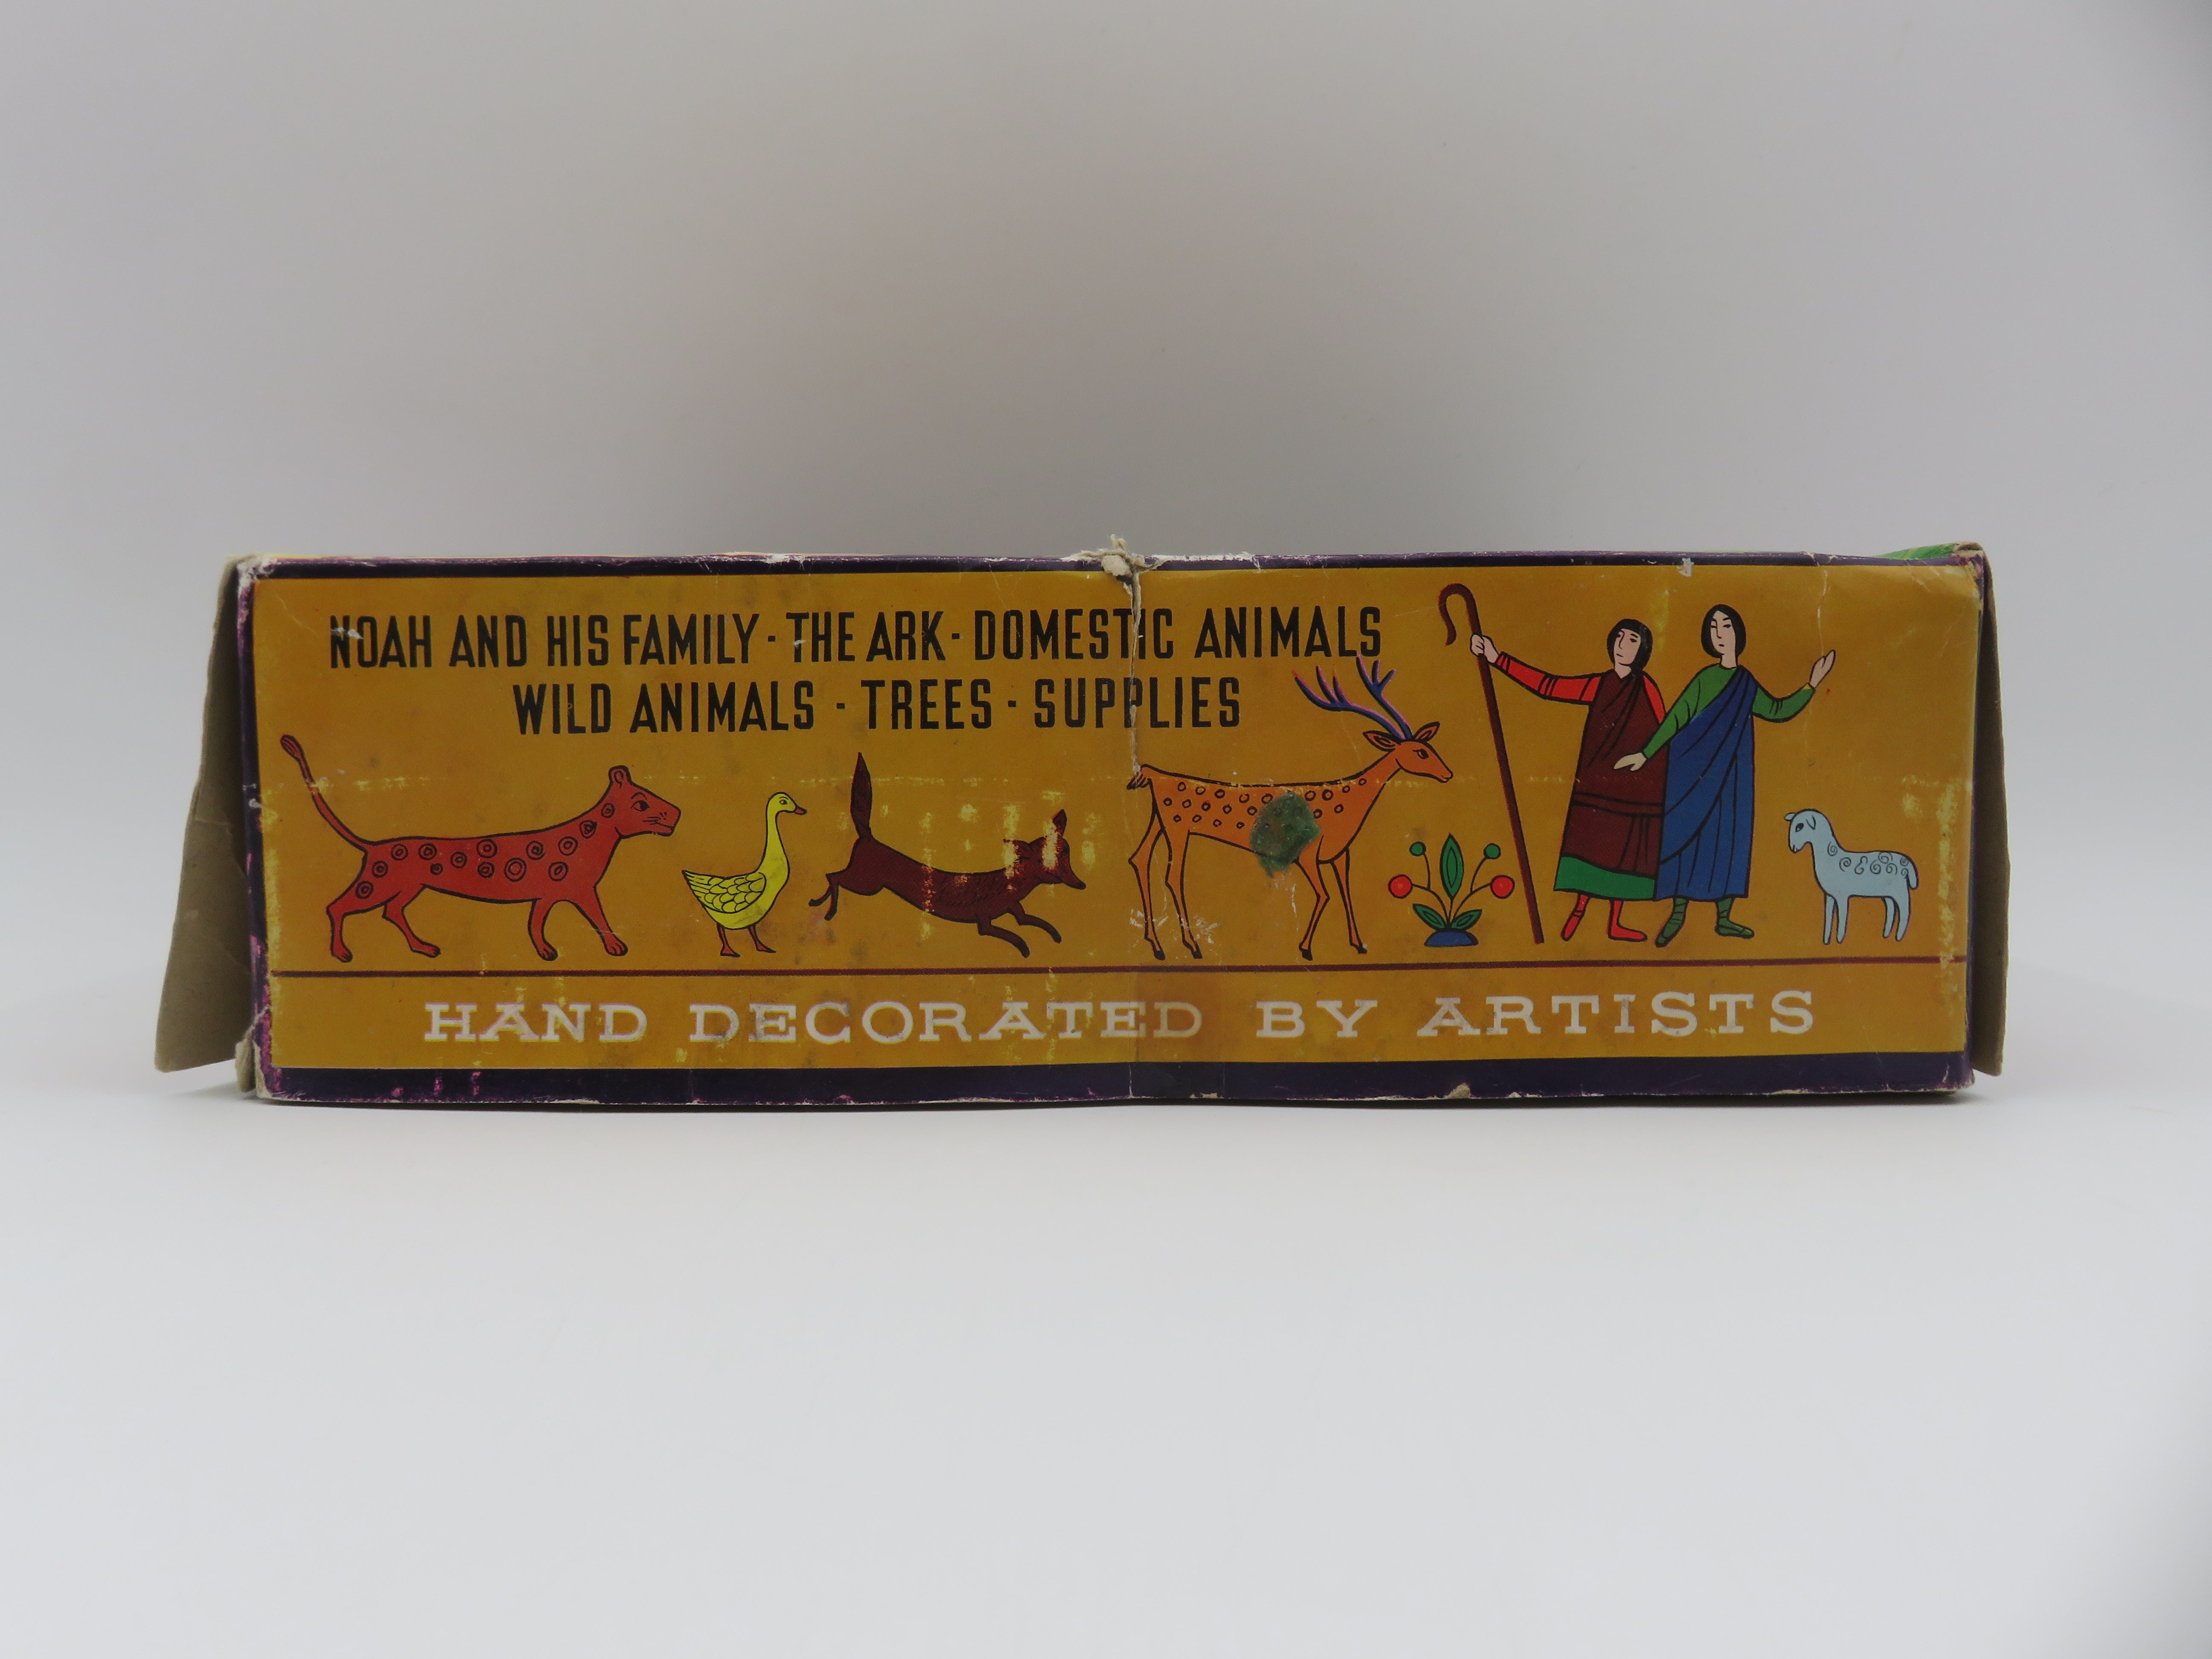 NOAH AND HIS FAMILY - THE ARK - DOMESTIC ANIMALS
WILD ANIMALS - TREES - SUPPLIES
HAND DECORATED BY ARTISTS